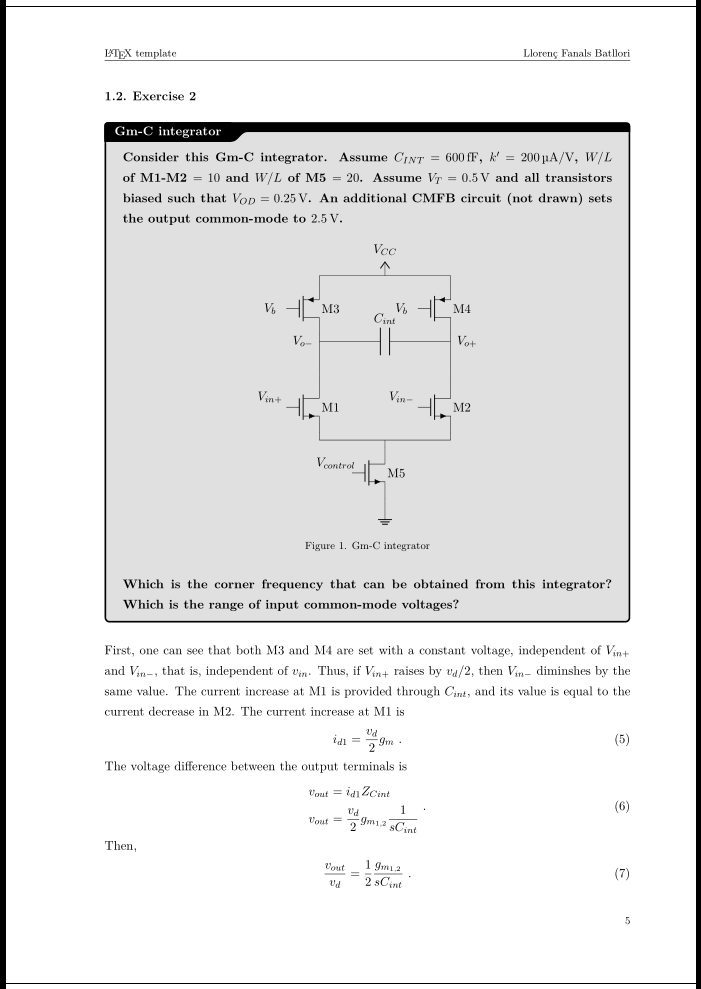 LATEX template Llorenç Fanals Batllori
1.2. Exercise 2
Gm-C integrator
Consider this Gm-C integrator. Assume C_{INT} = 600 fF, k′ = 200 µA/V, W/L
of M1-M2 = 10 and W/L of M5 = 20. Assume V_T = 0.5 V and all transistors
biased such that V_{OD} = 0.25 V. An additional CMFB circuit (not drawn) sets
the output common-mode to 2.5 V.
V_{CC}
V_b M3 V_b M4
C_{int}
V_{o−} V_{o+}
V_{in+} M1 V_{in−} M2
V_{control} M5
Figure 1. Gm-C integrator
Which is the corner frequency that can be obtained from this integrator?
Which is the range of input common-mode voltages?
First, one can see that both M3 and M4 are set with a constant voltage, independent of V_{in+}
and V_{in−}, that is, independent of v_{in}. Thus, if V_{in+} raises by v_d/2, then V_{in−} diminshes by the
same value. The current increase at M1 is provided through C_{int}, and its value is equal to the
current decrease in M2. The current increase at M1 is
i_{d1} = \frac{v_d}{2} g_m . (5)
The voltage difference between the output terminals is
v_{out} = i_{d1} Z_{Cint}
v_{out} = \frac{v_d}{2} g_{m_{1,2}} \frac{1}{sC_{int}} . (6)
Then,
\frac{v_{out}}{v_d} = \frac{1}{2} \frac{g_{m_{1,2}}}{sC_{int}} . (7)
5